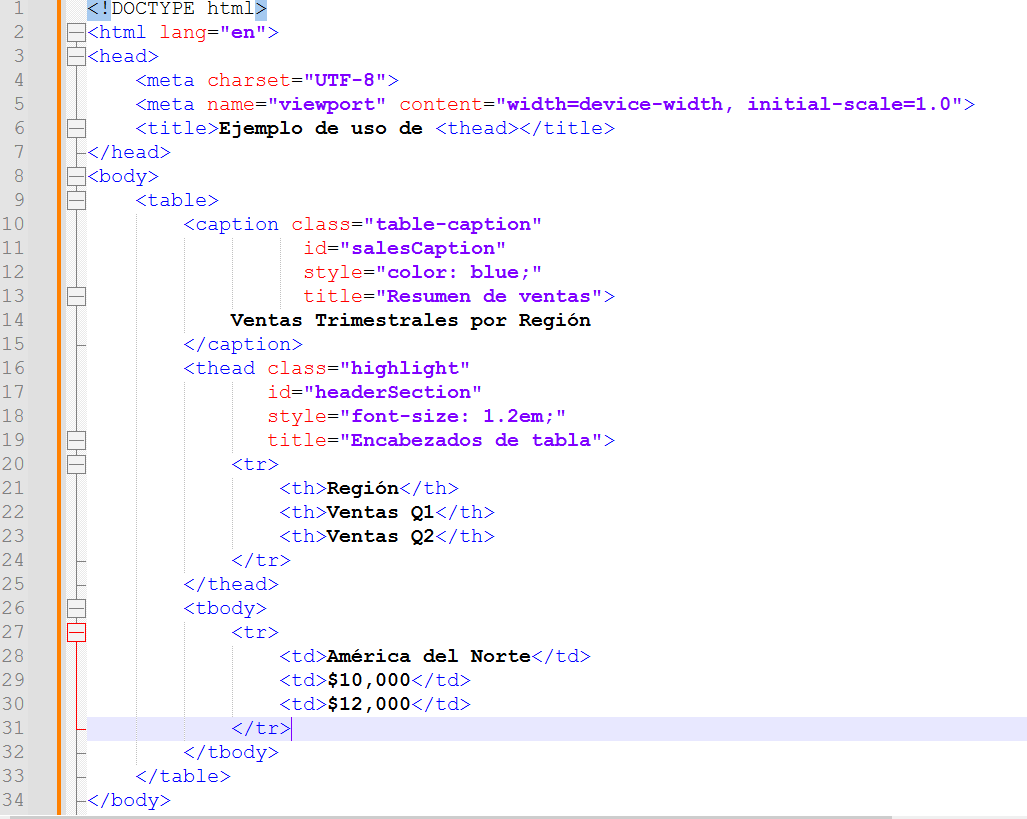 1 <!DOCTYPE html>
2 <html lang="en">
3 <head>
4     <meta charset="UTF-8">
5     <meta name="viewport" content="width=device-width, initial-scale=1.0">
6     <title>Ejemplo de uso de <thead></title>
7 </head>
8 <body>
9     <table>
10         <caption class="table-caption"
11                   id="salesCaption"
12                   style="color: blue;"
13                   title="Resumen de ventas">
14             Ventas Trimestrales por Región
15         </caption>
16         <thead class="highlight"
17                id="headerSection"
18                style="font-size: 1.2em;"
19                title="Encabezados de tabla">
20             <tr>
21                 <th>Región</th>
22                 <th>Ventas Q1</th>
23                 <th>Ventas Q2</th>
24             </tr>
25         </thead>
26         <tbody>
27             <tr>
28                 <td>América del Norte</td>
29                 <td>$10,000</td>
30                 <td>$12,000</td>
31             </tr>
32         </tbody>
33     </table>
34 </body>